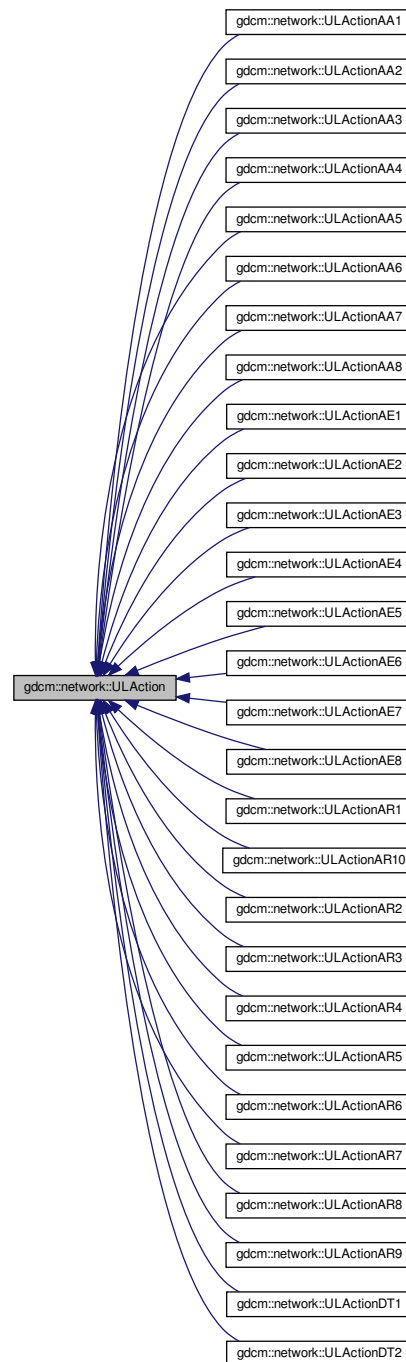 gdcm::network::ULActionAA1
gdcm::network::ULActionAA2
gdcm::network::ULActionAA3
gdcm::network::ULActionAA4
gdcm::network::ULActionAA5
gdcm::network::ULActionAA6
gdcm::network::ULActionAA7
gdcm::network::ULActionAA8
gdcm::network::ULActionAE1
gdcm::network::ULActionAE2
gdcm::network::ULActionAE3
gdcm::network::ULActionAE4
gdcm::network::ULActionAE5
gdcm::network::ULActionAE6
gdcm::network::ULAction
gdcm::network::ULActionAE7
gdcm::network::ULActionAE8
gdcm::network::ULActionAR1
gdcm::network::ULActionAR10
gdcm::network::ULActionAR2
gdcm::network::ULActionAR3
gdcm::network::ULActionAR4
gdcm::network::ULActionAR5
gdcm::network::ULActionAR6
gdcm::network::ULActionAR7
gdcm::network::ULActionAR8
gdcm::network::ULActionAR9
gdcm::network::ULActionDT1
gdcm::network::ULActionDT2